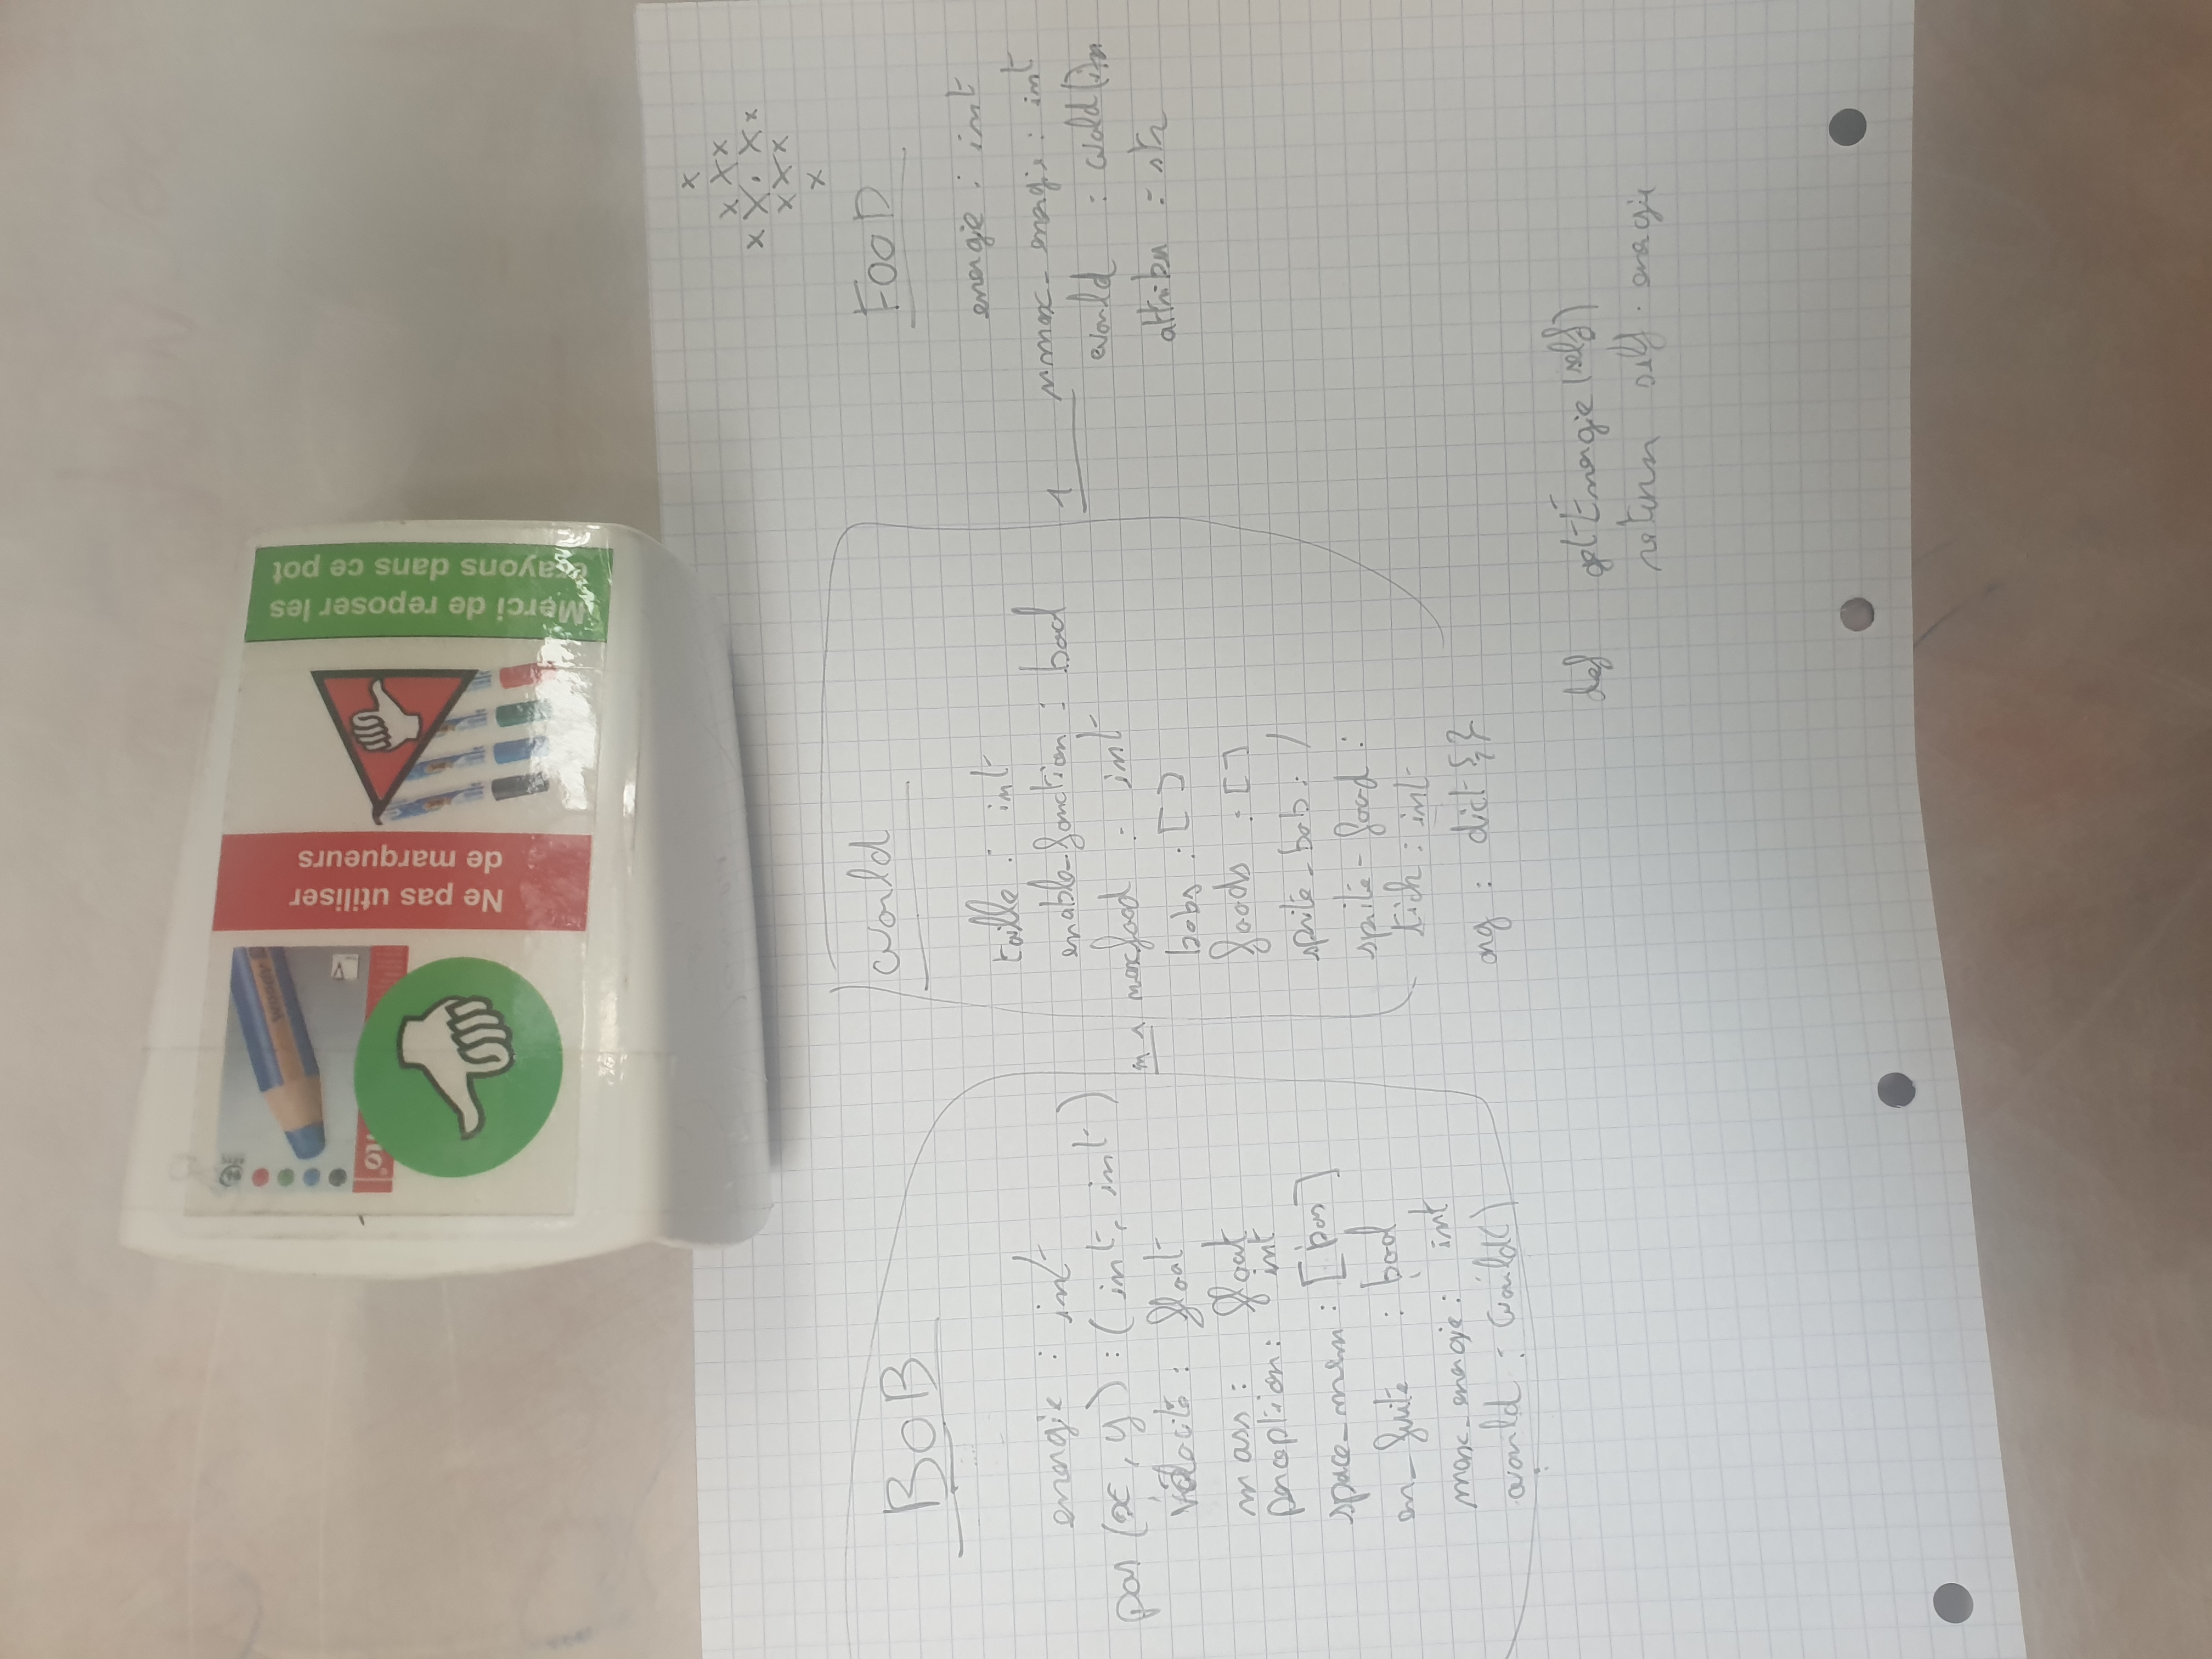 Ne pas utiliser
de marqueurs
Merci de reposer les
crayons dans ce pot
BOB
energie : int
pos (x, y) : (int, int)
vélocité : float
mass : float
perception : int
space_mem : [pos]
en_fuite : bool
max_energie : int
world : World()
world
taille : int
enable_fonction : bool
maxfood : int
bobs : []
foods : []
sprite_bob : /
sprite_food :
tick : int
arg : dict {,}
FOOD
energie : int
max_energie : int
world : World()
attribu : str
1
n 1
x
x X x
x X . X x
x X x
x
def getEnergie (self)
return self.energie